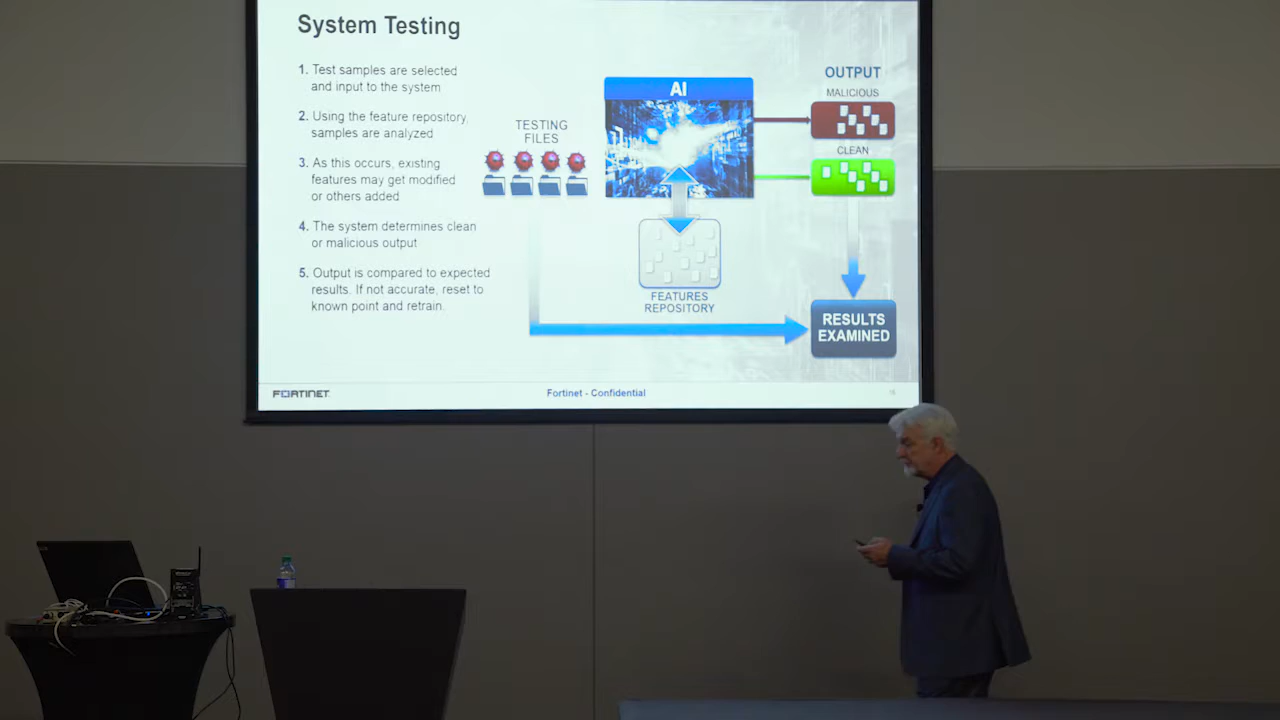 System Testing
1. Test samples are selected
and input to the system
2. Using the feature repository,
samples are analyzed
3. As this occurs, existing
features may get modified
or others added
4. The system determines clean
or malicious output
5. Output is compared to expected
results. If not accurate, reset to
known point and retrain.
TESTING
FILES
AI
FEATURES
REPOSITORY
OUTPUT
MALICIOUS
CLEAN
RESULTS
EXAMINED
FORTINET
Fortinet - Confidential